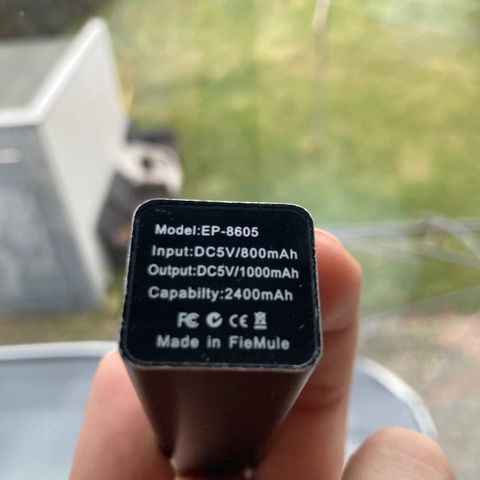 Model:EP-8605
Input:DC5V/800mAh
Output:DC5V/1000mAh
Capabilty:2400mAh
FC CE
Made in FieMule